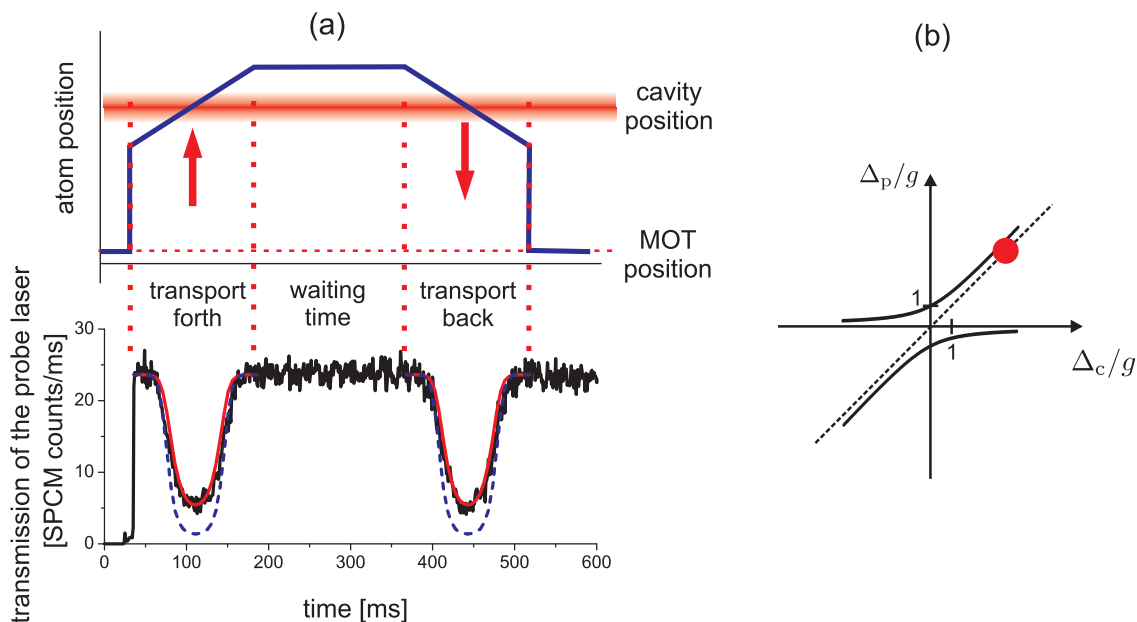 (a)
atom position
cavity
position
MOT
position
transport
forth
waiting
time
transport
back
transmission of the probe laser
[SPCM counts/ms]
30
20
10
0
0
100
200
300
400
500
600
time [ms]
(b)
Δp/g
1
1
Δc/g